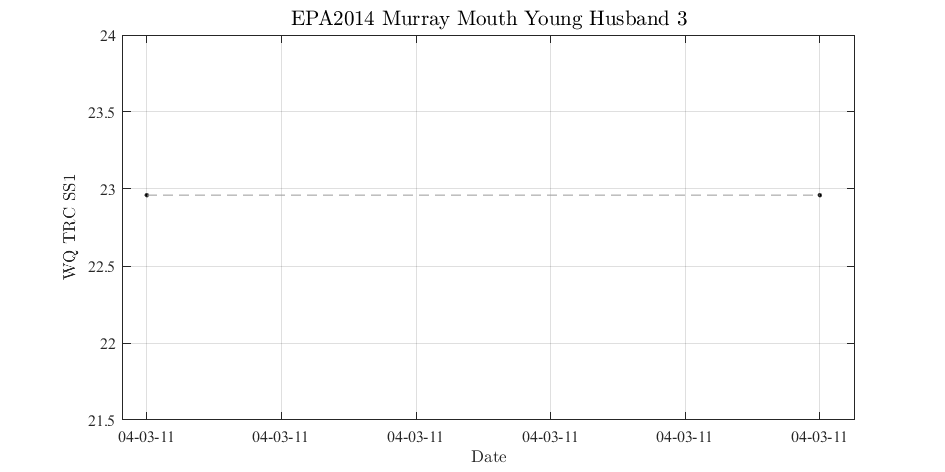 EPA2014 Murray Mouth Young Husband 3
24
23.5
23
22.5
22
21.5
WQ TRC SS1
04-03-11 04-03-11 04-03-11 04-03-11 04-03-11 04-03-11
Date